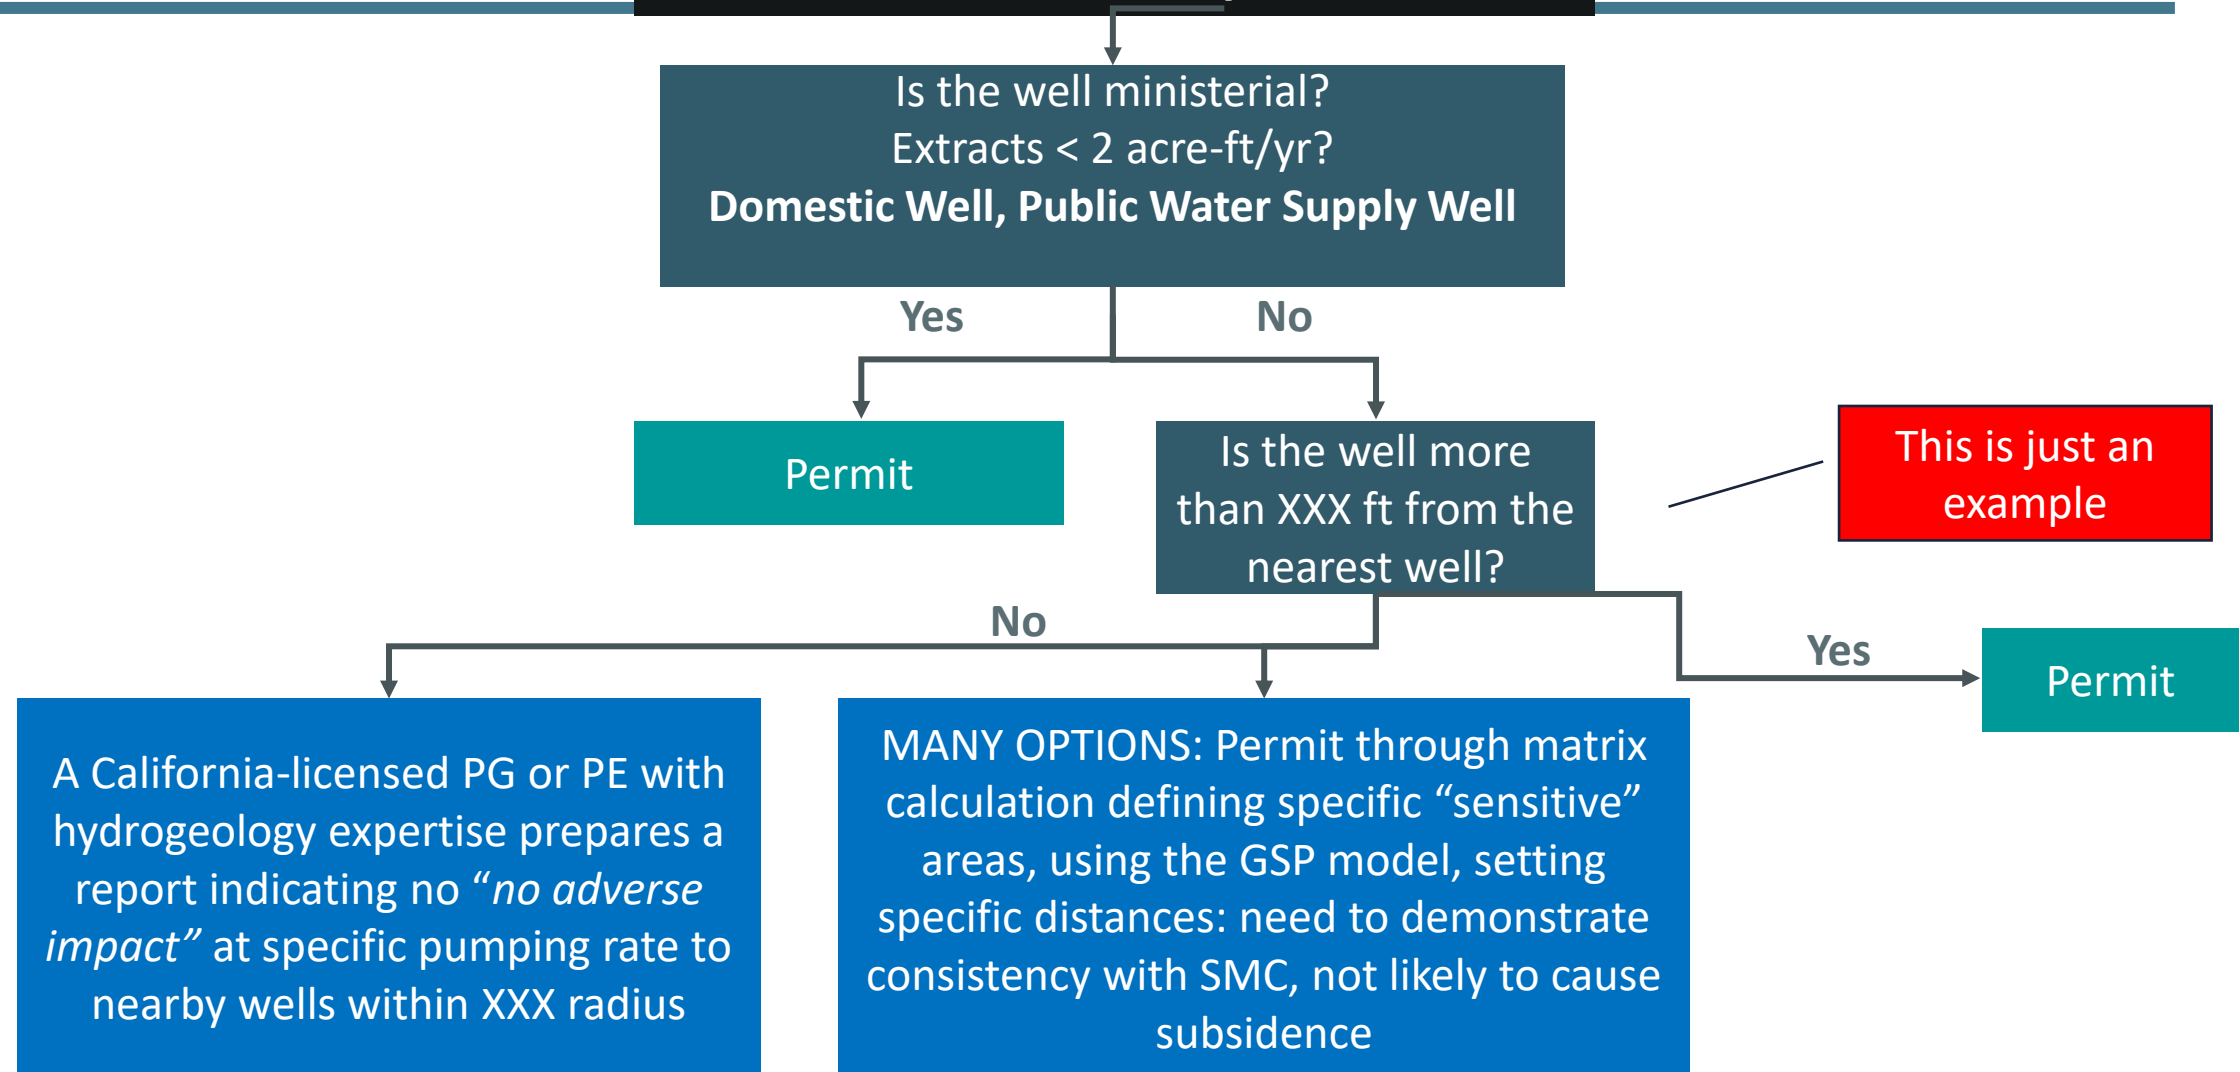 Is the well ministerial?
Extracts < 2 acre-ft/yr?
Domestic Well, Public Water Supply Well
Yes
No
Permit
Is the well more
than XXX ft from the
nearest well?
This is just an
example
No
Yes
Permit
A California-licensed PG or PE with
hydrogeology expertise prepares a
report indicating no “no adverse
impact” at specific pumping rate to
nearby wells within XXX radius
MANY OPTIONS: Permit through matrix
calculation defining specific “sensitive”
areas, using the GSP model, setting
specific distances: need to demonstrate
consistency with SMC, not likely to cause
subsidence